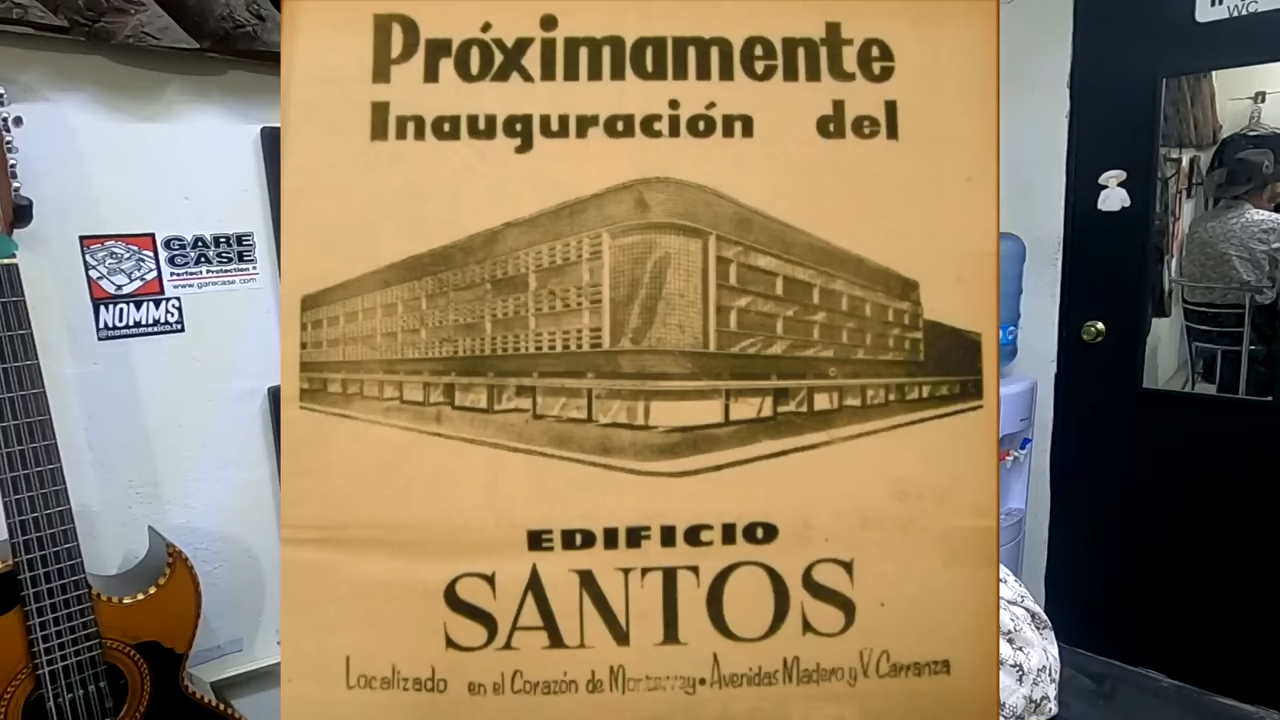 Próximamente
Inauguración del
EDIFICIO
SANTOS
Localizado en el Corazón de Monterrey • Avenidas Madero y V. Carranza
GARE
CASE
Perfect Protection
www.garecase.com
NOMMS
@nommmexico.tv
WC